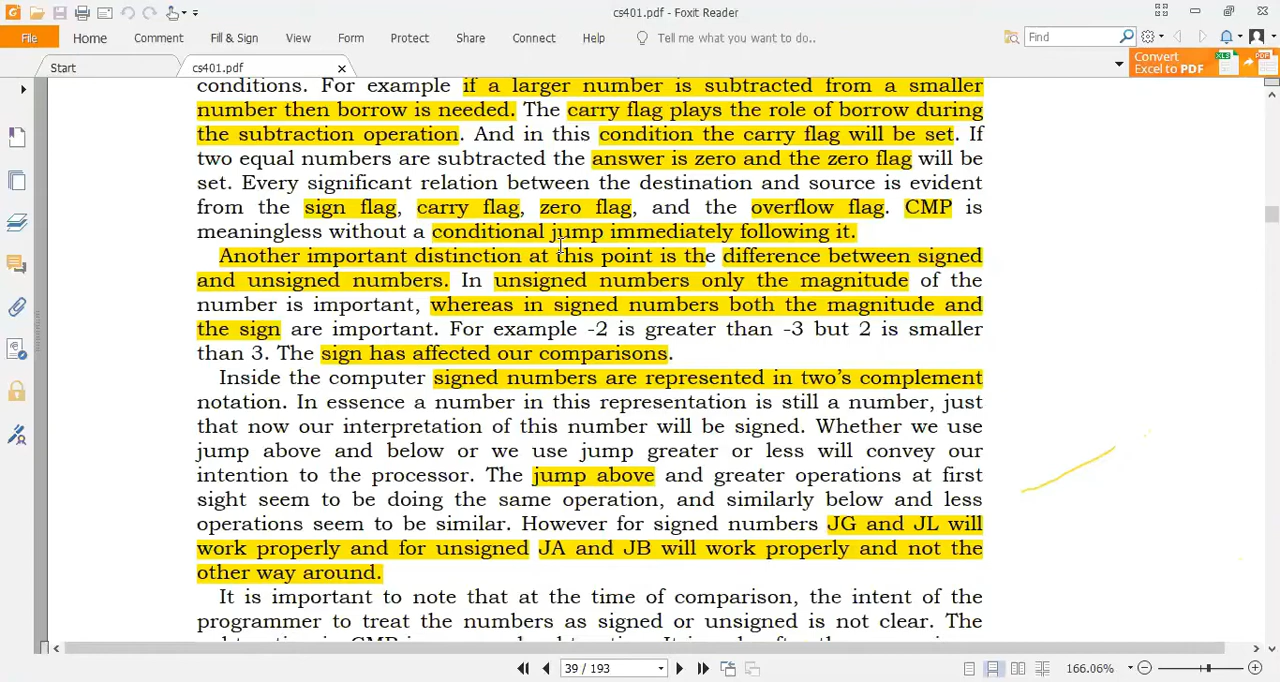 cs401.pdf - Foxit Reader
File Home Comment Fill & Sign View Form Protect Share Connect Help Tell me what you want to do.. Find
Start cs401.pdf
Convert
Excel to PDF
conditions. For example if a larger number is subtracted from a smaller
number then borrow is needed. The carry flag plays the role of borrow during
the subtraction operation. And in this condition the carry flag will be set. If
two equal numbers are subtracted the answer is zero and the zero flag will be
set. Every significant relation between the destination and source is evident
from the sign flag, carry flag, zero flag, and the overflow flag. CMP is
meaningless without a conditional jump immediately following it.
Another important distinction at this point is the difference between signed
and unsigned numbers. In unsigned numbers only the magnitude of the
number is important, whereas in signed numbers both the magnitude and
the sign are important. For example -2 is greater than -3 but 2 is smaller
than 3. The sign has affected our comparisons.
Inside the computer signed numbers are represented in two's complement
notation. In essence a number in this representation is still a number, just
that now our interpretation of this number will be signed. Whether we use
jump above and below or we use jump greater or less will convey our
intention to the processor. The jump above and greater operations at first
sight seem to be doing the same operation, and similarly below and less
operations seem to be similar. However for signed numbers JG and JL will
work properly and for unsigned JA and JB will work properly and not the
other way around.
It is important to note that at the time of comparison, the intent of the
programmer to treat the numbers as signed or unsigned is not clear. The
39 / 193 166.06%